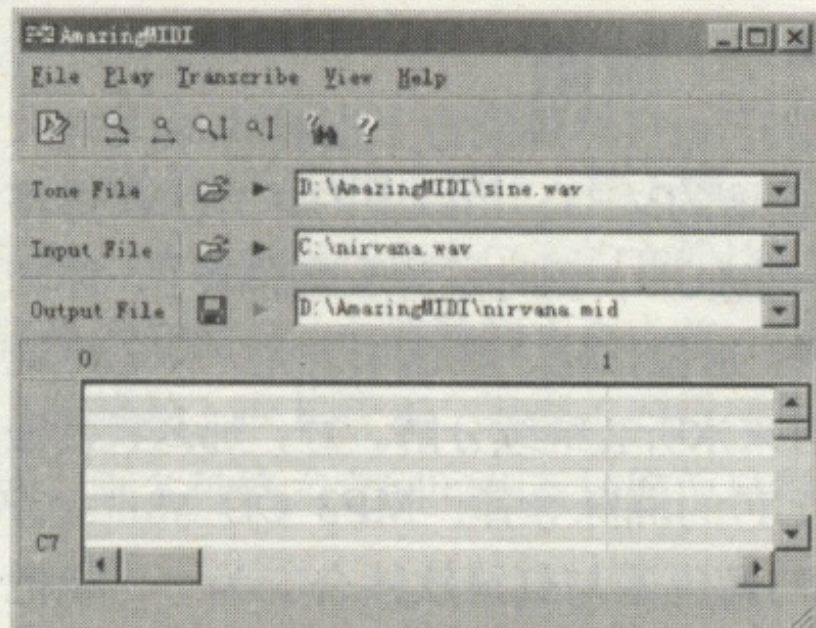 AmazingMIDI
File Play Transcribe View Help
Tone File D:\AmazingMIDI\sine.wav
Input File C:\nirvana.wav
Output File D:\AmazingMIDI\nirvana.mid
0 1
C7